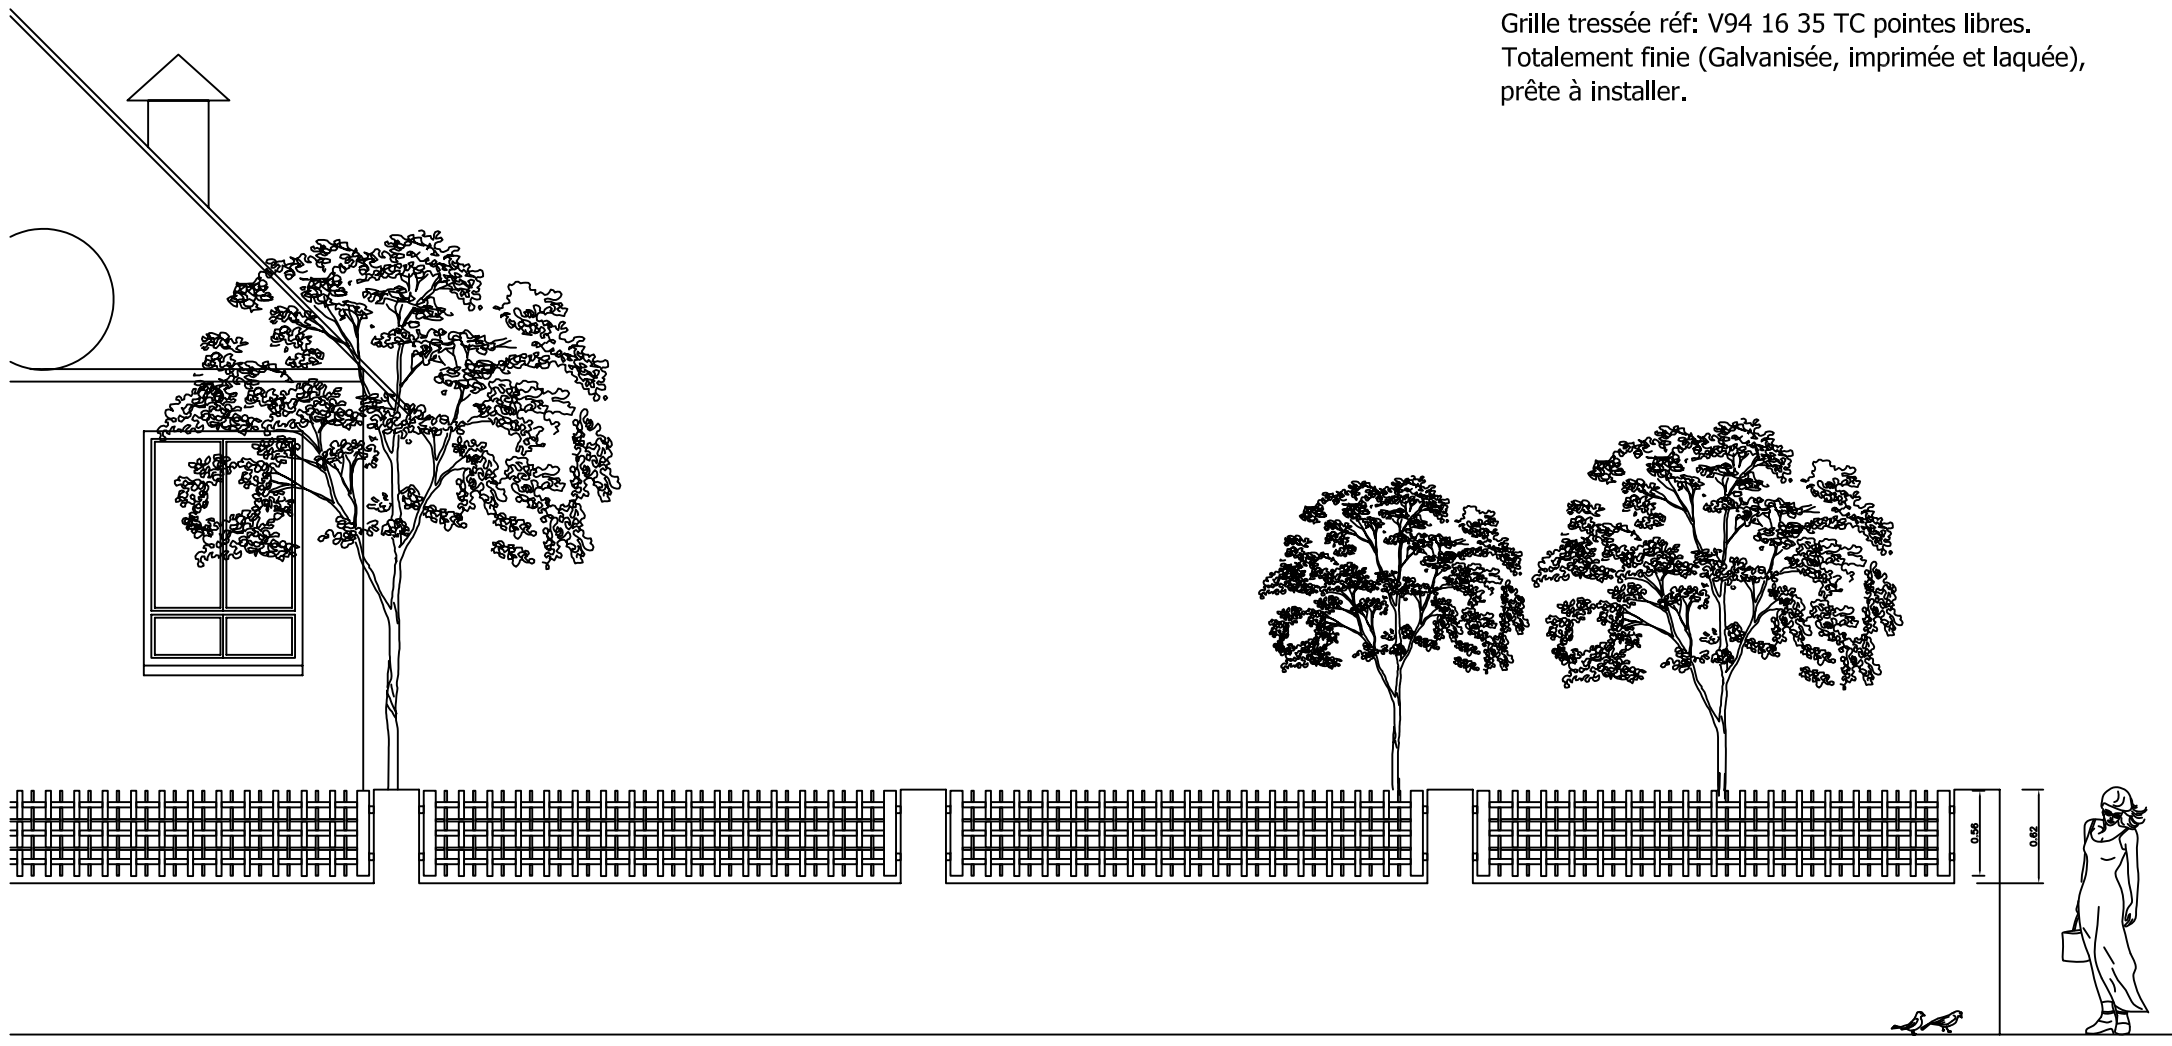 Grille tressée réf: V94 16 35 TC pointes libres.
Totalement finie (Galvanisée, imprimée et laquée),
prête à installer.
0.56
0.62